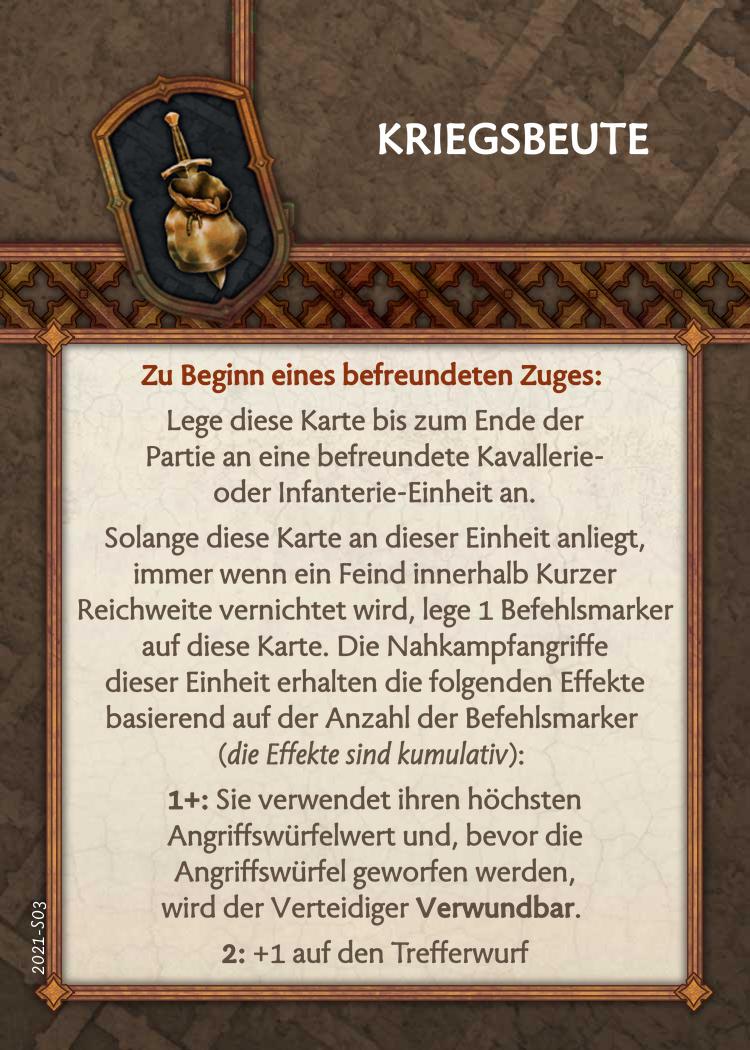 KRIEGSBEUTE
Zu Beginn eines befreundeten Zuges:
Lege diese Karte bis zum Ende der
Partie an eine befreundete Kavallerie-
oder Infanterie-Einheit an.
Solange diese Karte an dieser Einheit anliegt,
immer wenn ein Feind innerhalb Kurzer
Reichweite vernichtet wird, lege 1 Befehlsmarker
auf diese Karte. Die Nahkampfangriffe
dieser Einheit erhalten die folgenden Effekte
basierend auf der Anzahl der Befehlsmarker
(die Effekte sind kumulativ):
1+: Sie verwendet ihren höchsten
Angriffswürfelwert und, bevor die
Angriffswürfel geworfen werden,
wird der Verteidiger Verwundbar.
2: +1 auf den Trefferwurf
2021-S03